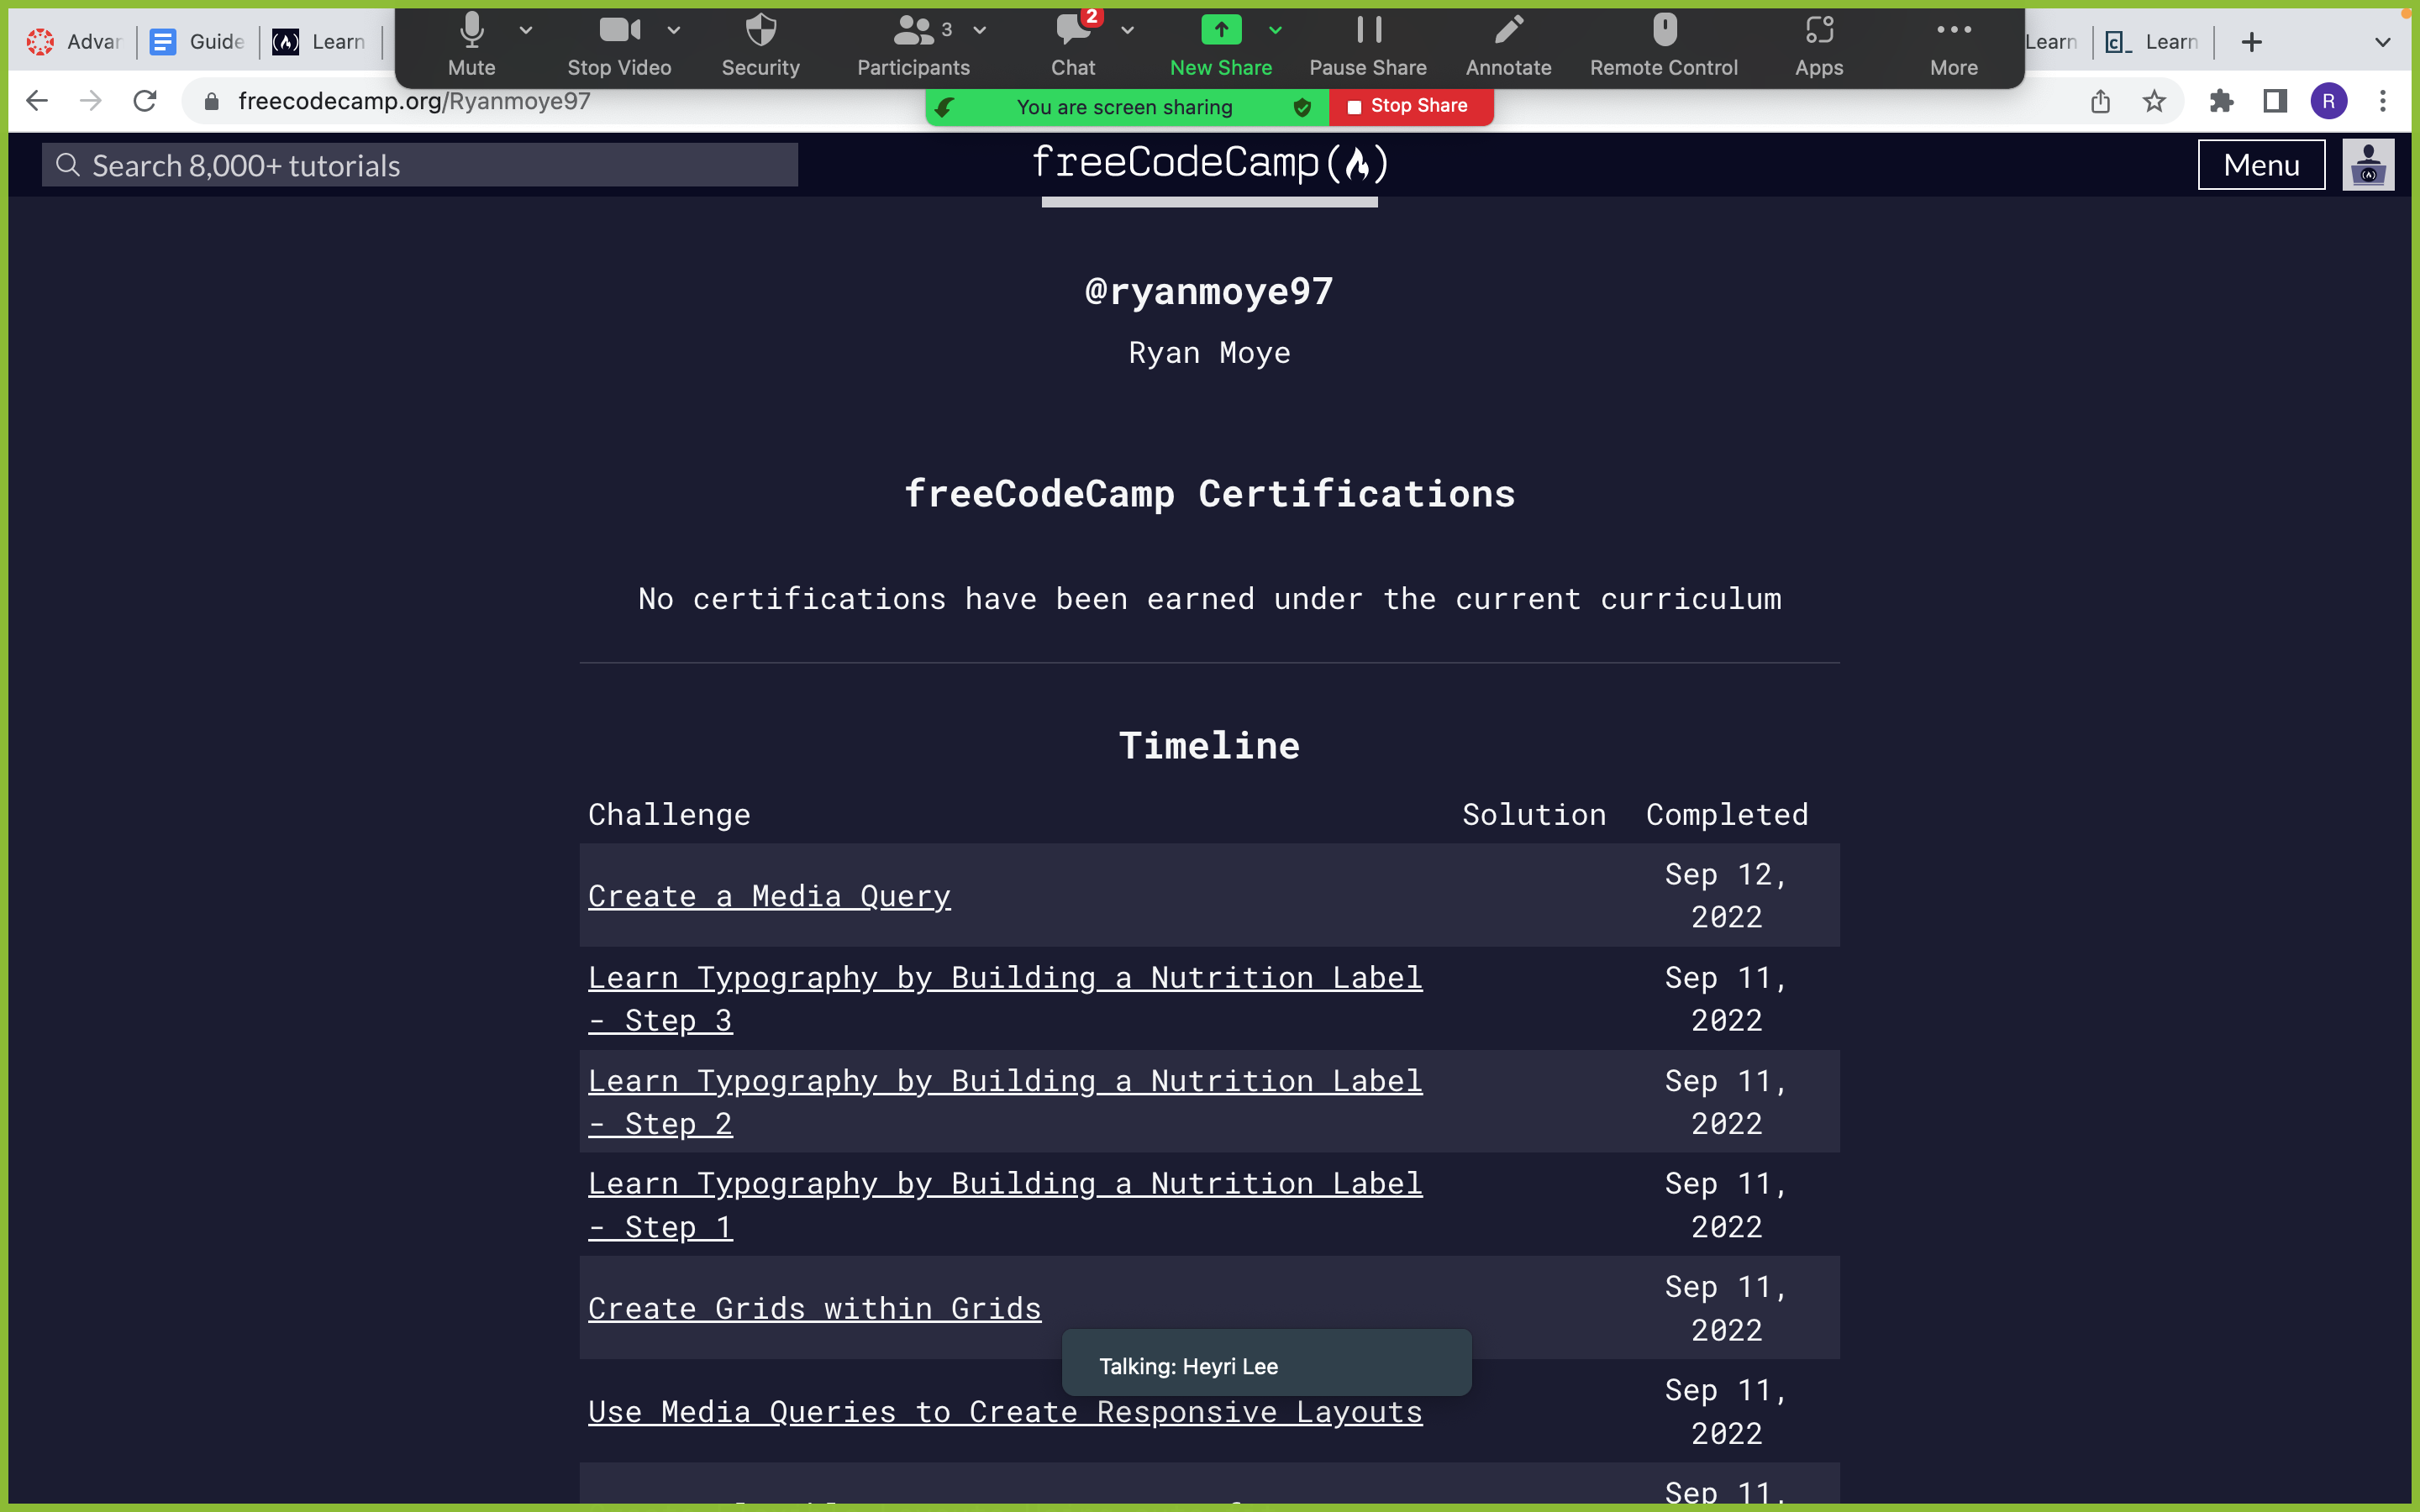 Mute
Stop Video
Security
Participants
3
Chat
2
New Share
Pause Share
Annotate
Remote Control
Apps
More
Advar
Guide
Learn
Learn
Learn
freecodecamp.org/Ryanmoye97
You are screen sharing
Stop Share
R
Search 8,000+ tutorials
freeCodeCamp
Menu
@ryanmoye97
Ryan Moye
freeCodeCamp Certifications
No certifications have been earned under the current curriculum
Timeline
Challenge Solution Completed
Create a Media Query
Sep 12,
2022
Learn Typography by Building a Nutrition Label
- Step 3
Sep 11,
2022
Learn Typography by Building a Nutrition Label
- Step 2
Sep 11,
2022
Learn Typography by Building a Nutrition Label
- Step 1
Sep 11,
2022
Create Grids within Grids
Sep 11,
2022
Talking: Heyri Lee
Use Media Queries to Create Responsive Layouts
Sep 11,
2022
Sep 11,